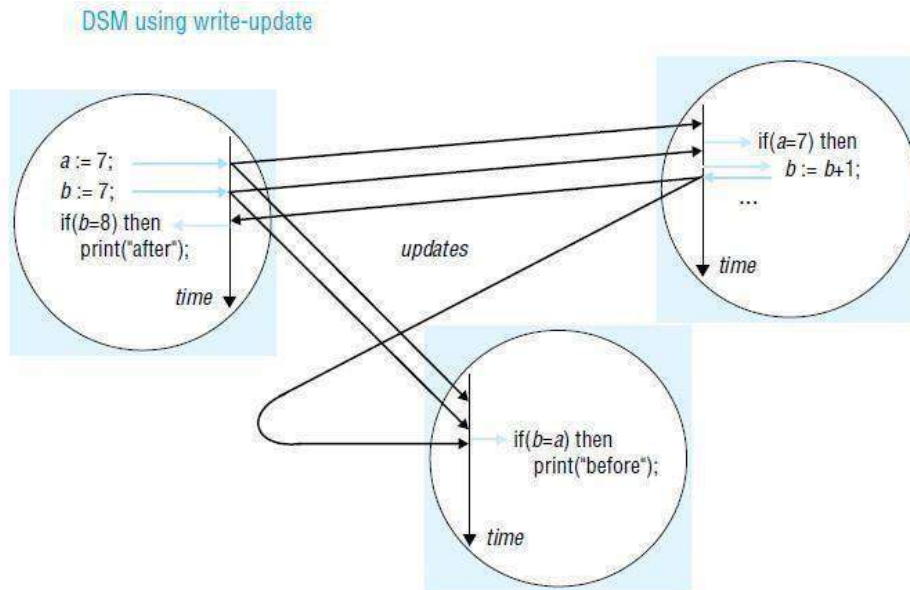 DSM using write-update
a := 7;
b := 7;
if(b=8) then
print("after");
time
updates
if(a=7) then
b := b+1;
...
time
if(b=a) then
print("before");
time